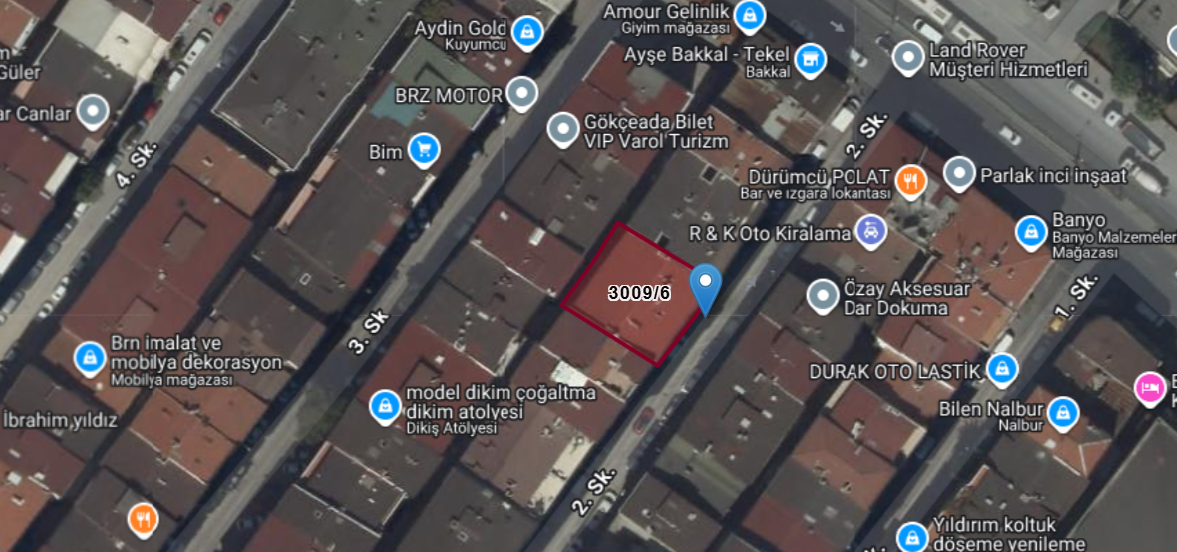 Aydin Gold
Kuyumcu
Amour Gelinlik
Giyim mağazası
Ayşe Bakkal - Tekel
Bakkal
Land Rover
Müşteri Hizmetleri
Güler
ar Canlar
BRZ MOTOR
Gökçeada Bilet
VIP Varol Turizm
4. Sk.
Bim
2. Sk.
Dürümcü POLAT
Bar ve ızgara lokantası
Parlak inci inşaat
R & K Oto Kiralama
Banyo
Banyo Malzemeler
Mağazası
3009/6
Özay Aksesuar
Dar Dokuma
1. Sk.
3. Sk
Brn imalat ve
mobilya dekorasyon
Mobilya mağazası
DURAK OTO LASTİK
model dikim çoğaltma
dikim atolyesi
Dikiş Atölyesi
İbrahim yıldız
Bilen Nalbur
Nalbur
2. Sk.
Yıldırım koltuk
döşeme yenileme